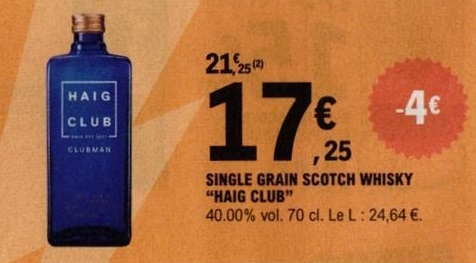 HAIG
CLUB
CLUBMAN
21€,25(2)
17€,25
-4€
SINGLE GRAIN SCOTCH WHISKY
"HAIG CLUB"
40.00% vol. 70 cl. Le L : 24,64 €.